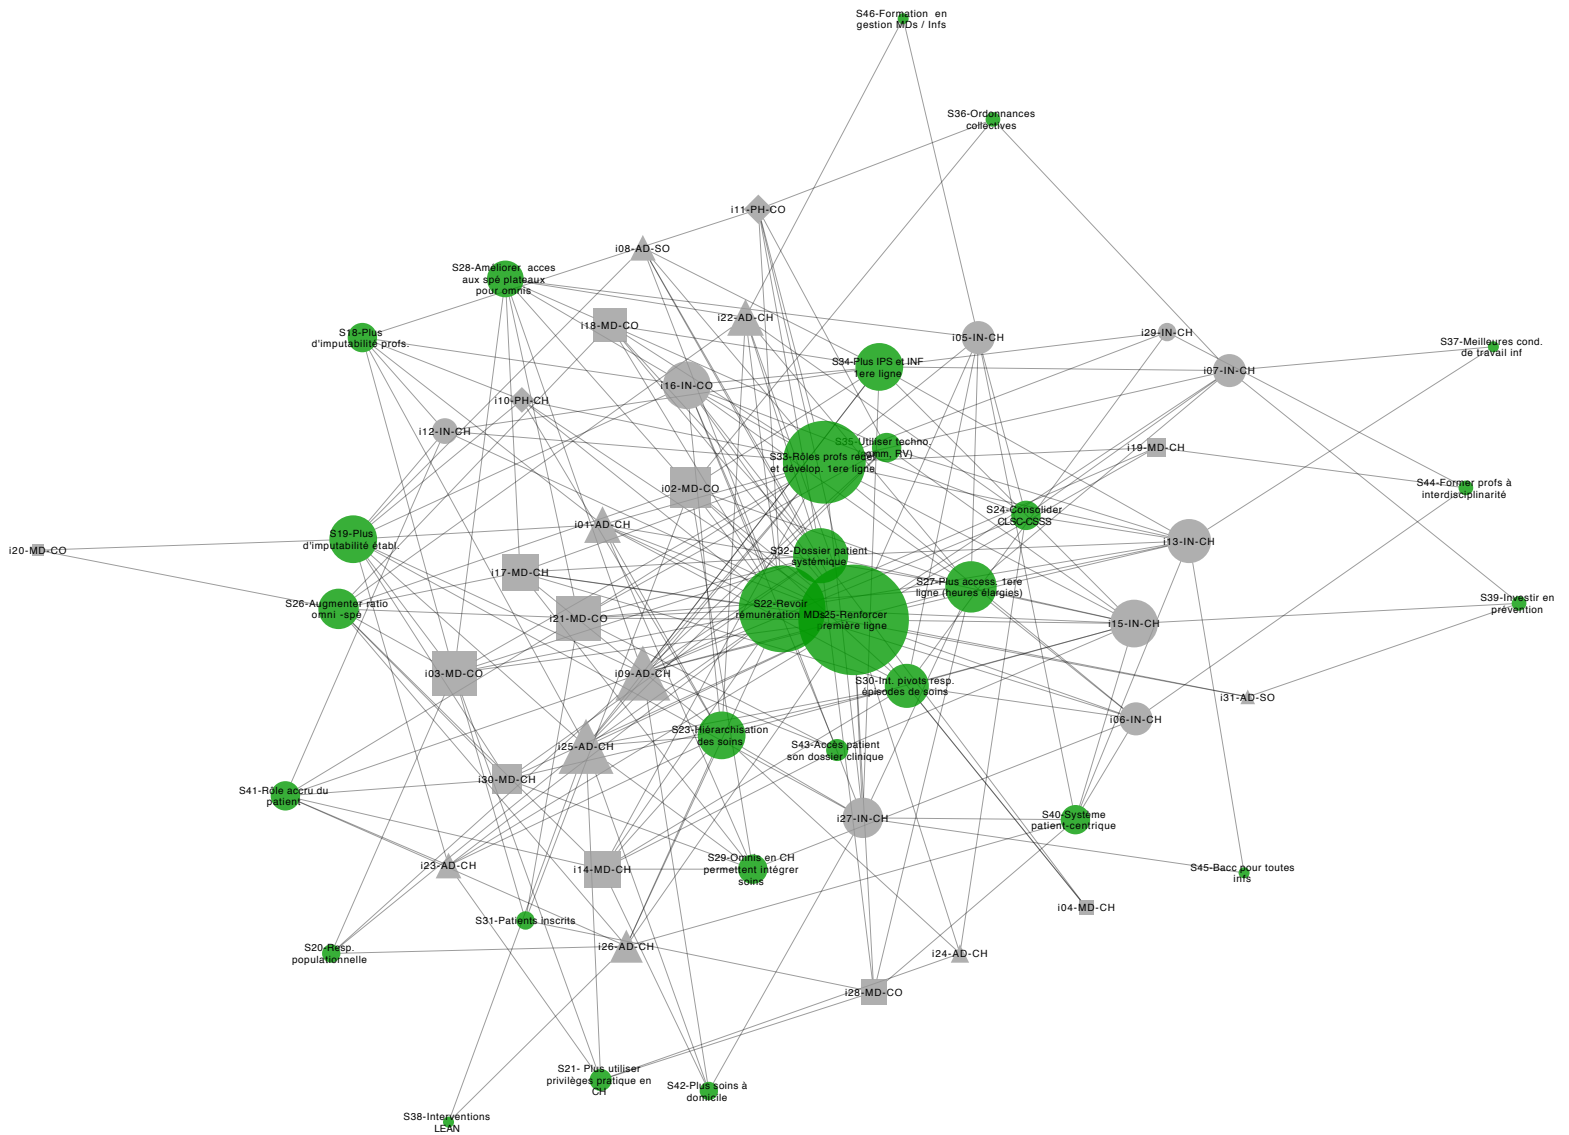 S46-Formation en
gestion MDs / Infs
S36-Ordonnances
collectives
i11-PH-CO
i08-AD-SO
S28-Améliorer acces
aux spé plateaux
pour omnis
i18-MD-CO
i22-AD-CH
S18-Plus
d'imputabilité profs.
i05-IN-CH
i29-IN-CH
S37-Meilleures cond.
de travail inf
S34-Plus IPS et INF
1ere ligne
i07-IN-CH
i16-IN-CO
i10-PH-CH
i12-IN-CH
S35-Utiliser techno.
RV)
i19-MD-CH
S33-Rôles profs
et dévelop. 1ere ligne
S44-Former profs à
interdisciplinarité
i02-MD-CO
S24-Consolider
CLSC-CSSS
i01-AD-CH
S19-Plus
d'imputabilité établ.
i13-IN-CH
i20-MD-CO
S32-Dossier patient
systémique
i17-MD-CH
S27-Plus access. 1ere
ligne (heures élargies)
S26-Augmenter ratio
omni -spé
S22-Revoir
rémunération MDs
S25-Renforcer
première ligne
S39-Investir en
prévention
i21-MD-CO
i15-IN-CH
i03-MD-CO
i09-AD-CH
S30-Int. pivots resp.
épisodes de soins
i31-AD-SO
i06-IN-CH
S23-Hiérarchisation
des soins
i25-AD-CH
S43-Accès patient
son dossier clinique
i30-MD-CH
S41-Rôle accru du
patient
i27-IN-CH
S40-Système
patient-centrique
i23-AD-CH
i14-MD-CH
S29-Omnis en CH
permettent intégrer
soins
S45-Bacc pour toutes
infs
i04-MD-CH
S31-Patients inscrits
S20-Resp.
populationnelle
i26-AD-CH
i24-AD-CH
i28-MD-CO
S21- Plus utiliser
privilèges pratique en
CH
S42-Plus soins à
domicile
S38-Interventions
LEAN